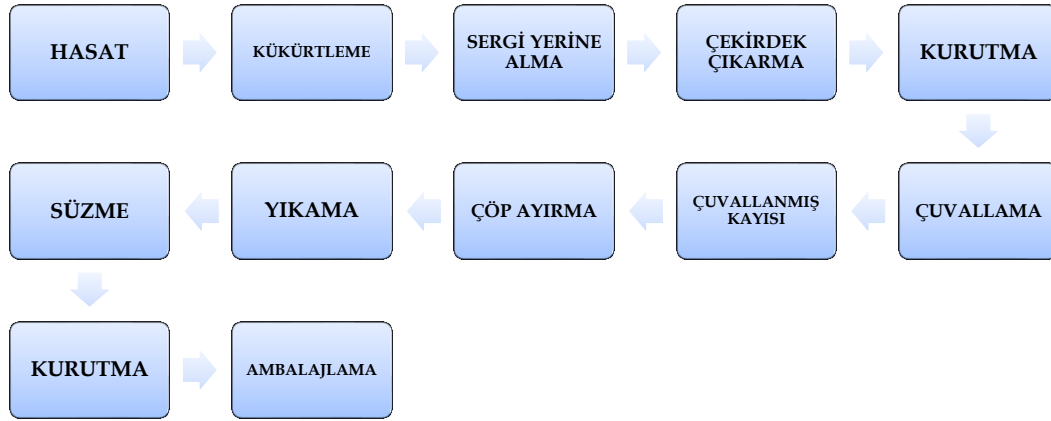 HASAT
KÜKÜRTLEME
SERGİ YERİNE
ALMA
ÇEKİRDEK
ÇIKARMA
KURUTMA
ÇUVALLAMA
ÇUVALLANMIŞ
KAYISI
ÇÖP AYIRMA
YIKAMA
SÜZME
KURUTMA
AMBALAJLAMA